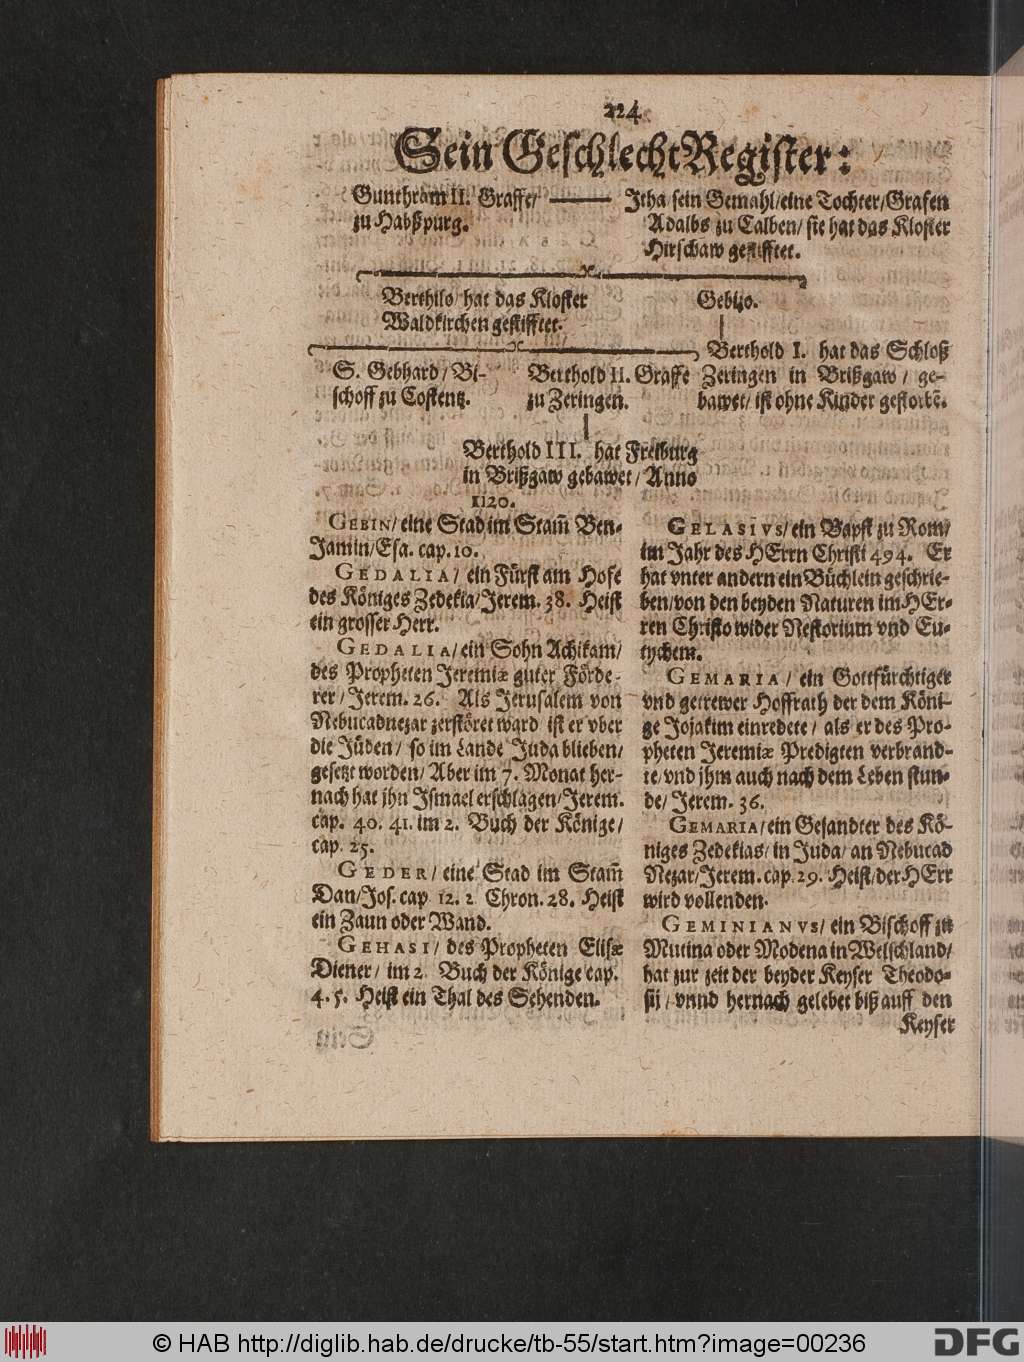 224
Sein GeschlechtRegister:
Gunthram II. Graffe/ —— Itha sein Gemahl/eine Tochter/Grafen
zu Habßpurg.
Adalbs zu Calben/ sie hat das Kloster
Hirschaw gestifftet.
Berthilo/hat das Kloster
Waldkirchen gestifftet.
Gebizo.
S. Gebhard/ Bi-
schoff zu Costentz.
Berthold II. Graffe
zu Zeringen.
Berthold I. hat das Schloß
Zeringen in Brißgaw/ ge-
bawet/ ist ohne Kinder gestorbẽ.
Berthold III. hat Freiburg
in Brißgaw gebawet/ Anno
1120.
GEBIN/eine Stad im Stam̃ Ben-
Jamin/Esa. cap. 10.
GEDALIA/ ein Fürst am Hofe
des Königes Zedekia/Jerem. 38. Heist
ein grosser Herr.
GEDALIA/ein Sohn Achikam/
des Propheten Jeremiæ guter Förde-
rer/Jerem. 26. Als Jerusalem von
Nebucadnezar zerstöret ward ist er vber
die Jüden/ so im Lande Juda blieben/
gesetzt worden/Aber im 7. Monat her-
nach hat jhn Ismael erschlagen/Jerem.
cap. 40. 41. im 2. Buch der Könige/
cap. 25.
GEDER/ eine Stad im Stam̃
Dan/Jos. cap. 12. 2 Chron. 28. Heist
ein Zaun oder Wand.
GEHASI/ des Propheten Elisæ
Diener/ im 2 Buch der Könige cap.
4. 5. Heist ein Thal des Sehenden.
GELASIVS/ein Bapst zu Rom/
im Jahr des HErrn Christi 494. Er
hat vnter andern ein Büchlein geschrie-
ben/von den beyden Naturen im HEr-
ren Christo wider Nestorium vnd Eu-
tychem.
GEMARIA/ ein Gottfürchtiger
vnd getrewer Hoffrath der dem Köni-
ge Jojakim einredete/ als er des Pro-
pheten Jeremiæ Predigten verbrand-
te/vnd jhm auch nach dem Leben stun-
de/ Jerem. 36.
GEMARIA/ein Gesandter des Kö-
niges Zedekias/in Juda/an Nebucad
Nezar/Jerem. cap. 29. Heist/der HErr
wird vollenden.
GEMINIANVS/ein Bischoff zu
Mutina oder Modena in Welschland/
hat zur zeit der beyder Keyser Theodo-
sij/ vnnd hernach gelebet biß auff den
Keyser
© HAB http://diglib.hab.de/drucke/tb-55/start.htm?image=00236
DFG